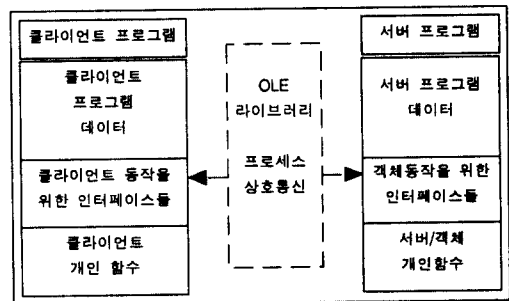 클라이언트 프로그램
클라이언트
프로그램
데이터
클라이언트 동작을
위한 인터페이스들
클라이언트
개인 함수
OLE
라이브러리
프로세스
상호통신
서버 프로그램
서버 프로그램
데이터
객체동작을 위한
인터페이스들
서버/객체
개인함수